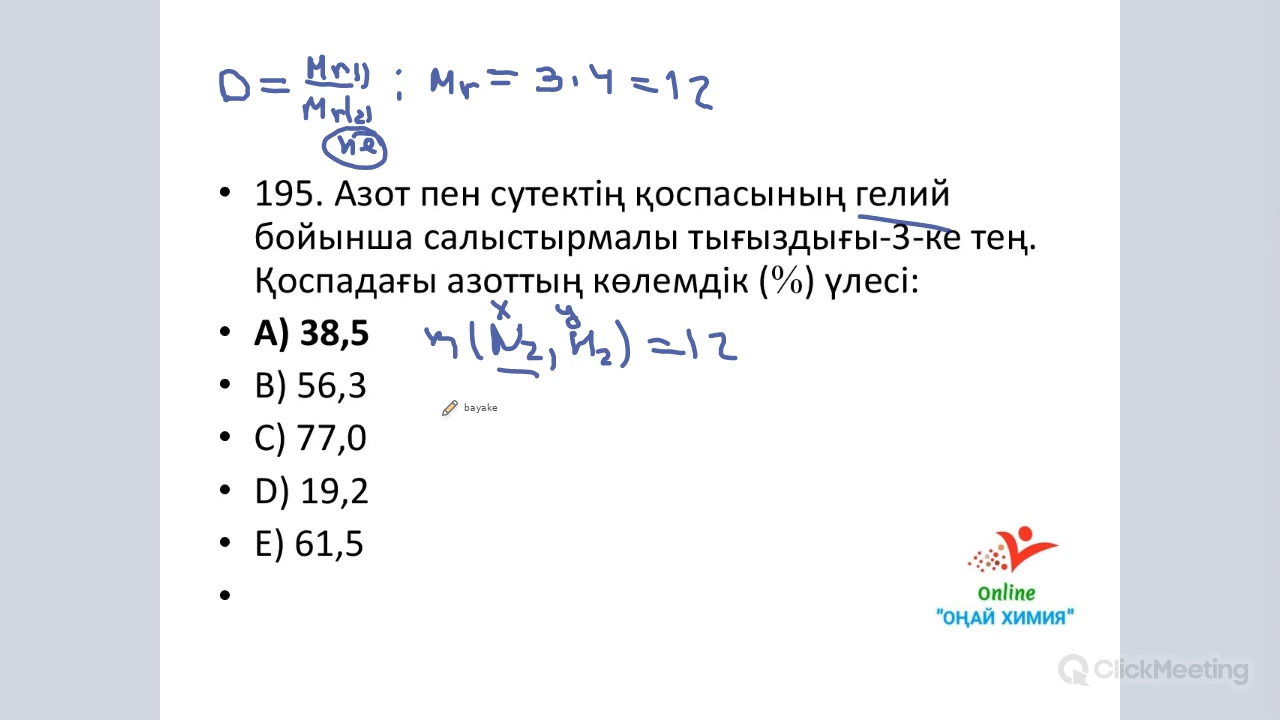 D = Mr(1) / Mr(2) ; Mr = 3 · 4 = 12
He
• 195. Азот пен сутектің қоспасының гелий
бойынша салыстырмалы тығыздығы-3-ке тең.
Қоспадағы азоттың көлемдік (%) үлесі:
x y
• A) 38,5 m (N2, H2) = 12
• B) 56,3
bayake
• C) 77,0
• D) 19,2
• E) 61,5
Online
"ОҢАЙ ХИМИЯ"
ClickMeeting